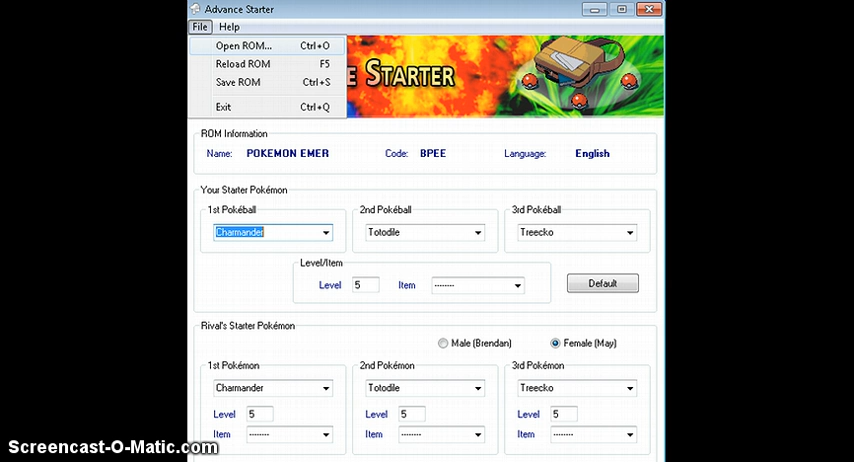 Advance Starter
File Help
Open ROM... Ctrl+O
Reload ROM F5
Save ROM Ctrl+S
Exit Ctrl+Q
E STARTER
ROM Information
Name: POKEMON EMER Code: BPEE Language: English
Your Starter Pokémon
1st Pokéball 2nd Pokéball 3rd Pokéball
Charmander Totodile Treecko
Level/Item
Level 5 Item -------- Default
Rival's Starter Pokémon
Male (Brendan) Female (May)
1st Pokémon 2nd Pokémon 3rd Pokémon
Charmander Totodile Treecko
Level 5 Level 5 Level 5
Item -------- Item -------- Item --------
Screencast-O-Matic.com